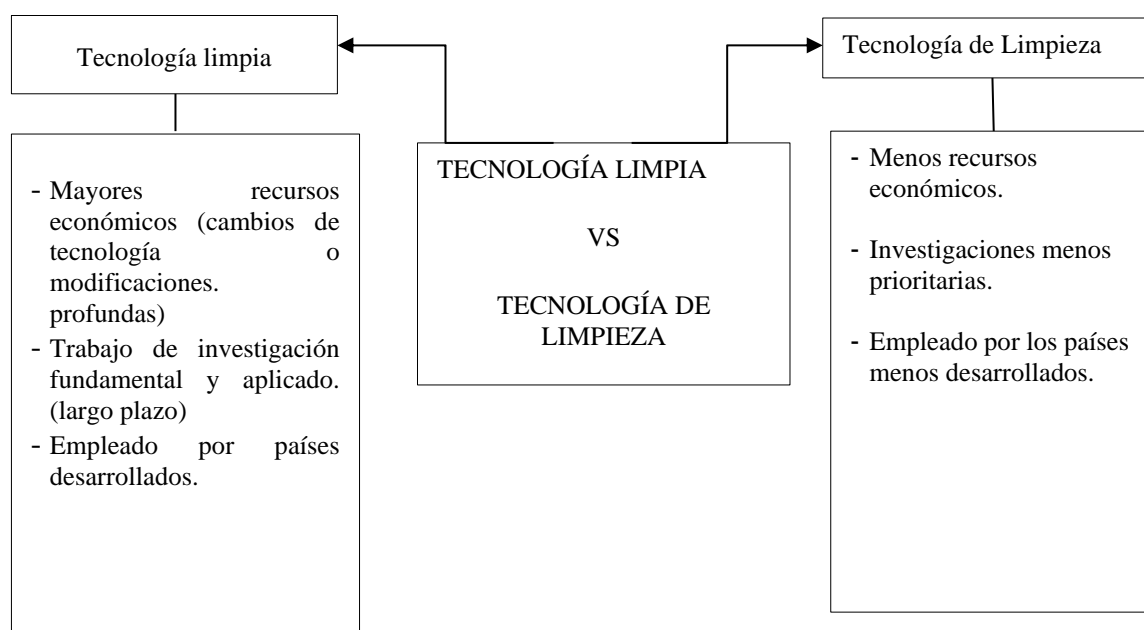 Tecnología limpia
Tecnología de Limpieza
TECNOLOGÍA LIMPIA
VS
TECNOLOGÍA DE
LIMPIEZA
- Mayores recursos
económicos (cambios de
tecnología o
modificaciones.
profundas)
- Trabajo de investigación
fundamental y aplicado.
(largo plazo)
- Empleado por países
desarrollados.
- Menos recursos
económicos.
- Investigaciones menos
prioritarias.
- Empleado por los países
menos desarrollados.